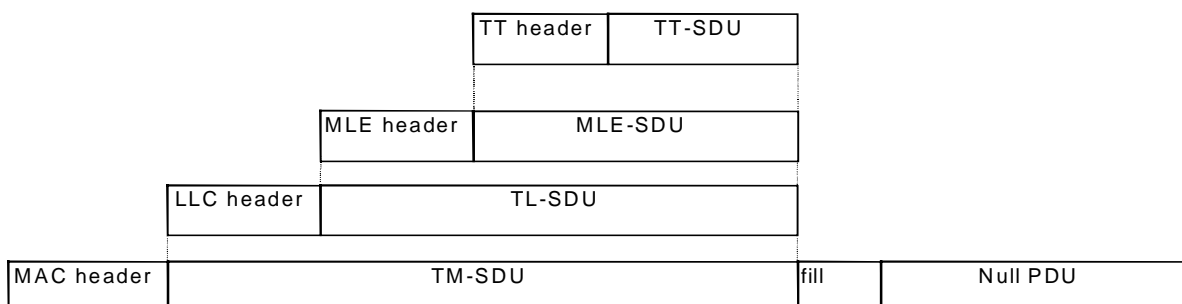 TT header TT-SDU
MLE header MLE-SDU
LLC header TL-SDU
MAC header TM-SDU fill Null PDU